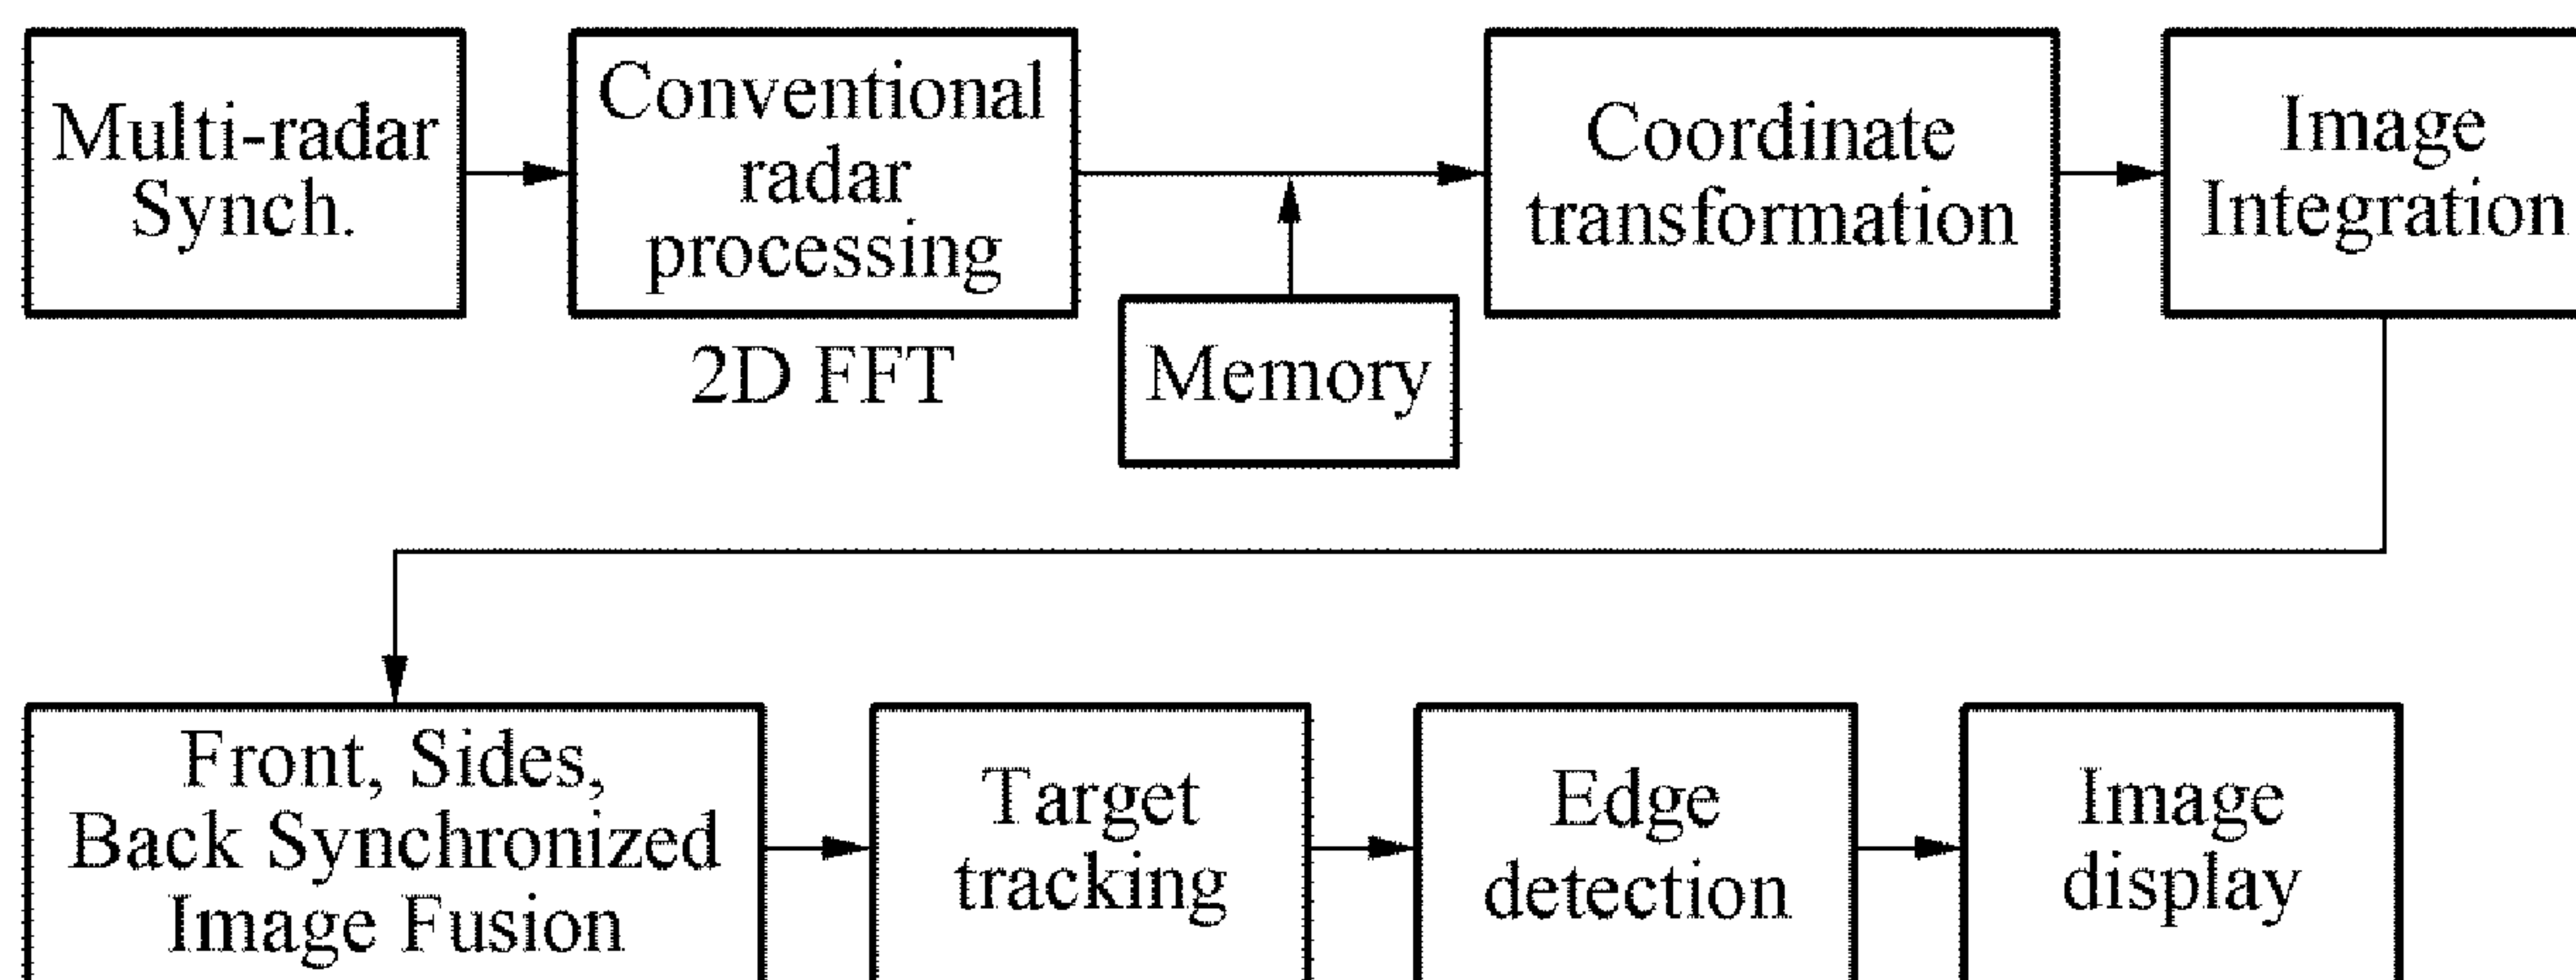 Multi-radar
Synch.
Conventional
radar
processing
2D FFT
Memory
Coordinate
transformation
Image
Integration
Front, Sides,
Back Synchronized
Image Fusion
Target
tracking
Edge
detection
Image
display